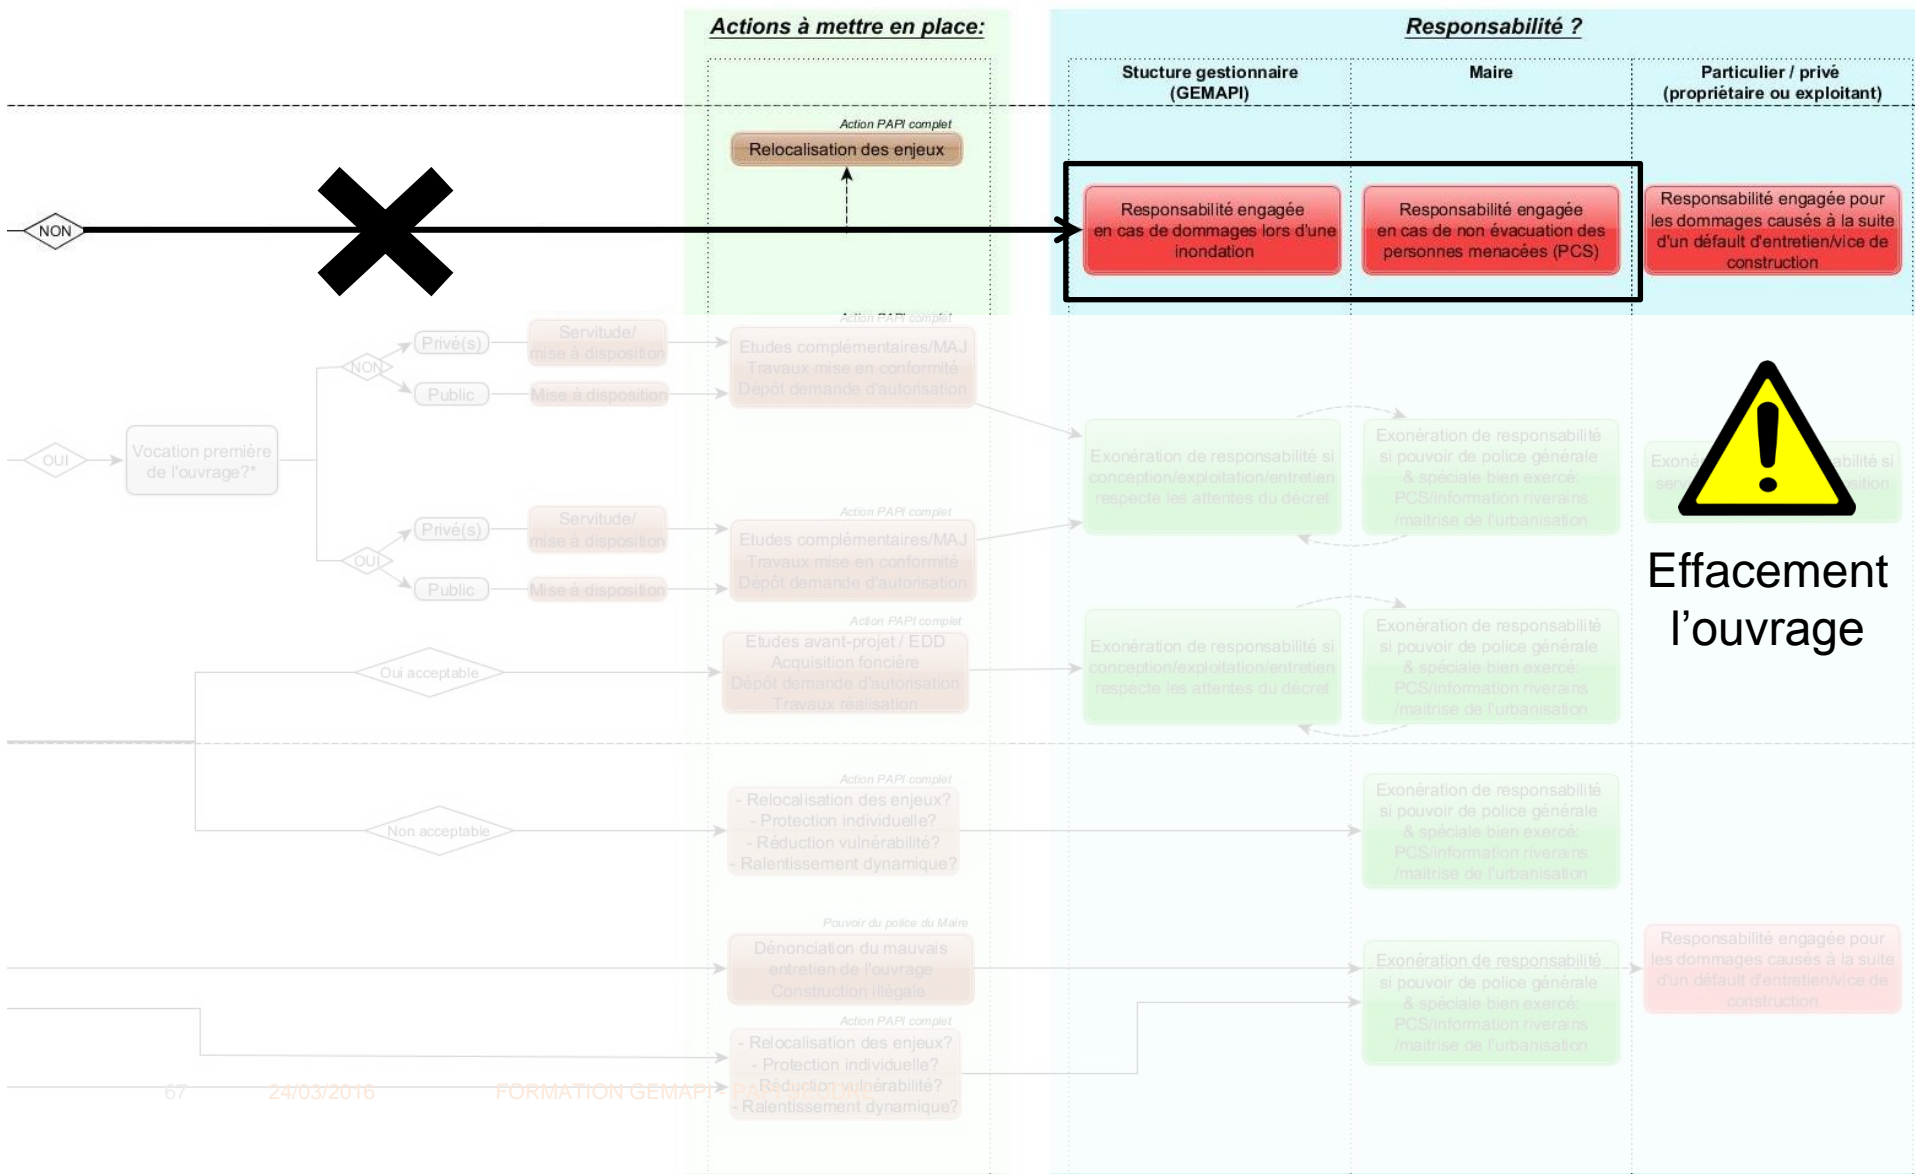 Actions à mettre en place:
Responsabilité ?
Stucture gestionnaire
(GEMAPI)
Maire
Particulier / privé
(propriétaire ou exploitant)
Action PAPI complet
Relocalisation des enjeux
NON
Responsabilité engagée
en cas de dommages lors d'une
inondation
Responsabilité engagée
en cas de non évacuation des
personnes menacées (PCS)
Responsabilité engagée pour
les dommages causés à la suite
d'un défault d'entretien/vice de
construction
Action PAPI complet
NON
Privé(s)
Servitude/
mise à disposition
Public
Mise à disposition
Etudes complémentaires/MAJ
Travaux mise en conformité
Dépôt demande d'autorisation
OUI
Vocation première
de l'ouvrage?*
Exonération de responsabilité si
conception/exploitation/entretien
respecte les attentes du décret
Exonération de responsabilité
si pouvoir de police générale
& spéciale bien exercé:
PCS/information riverains
/maitrise de l'urbanisation
Action PAPI complet
OUI
Privé(s)
Servitude/
mise à disposition
Public
Mise à disposition
Etudes complémentaires/MAJ
Travaux mise en conformité
Dépôt demande d'autorisation
Effacement
l'ouvrage
Action PAPI complet
Oui acceptable
Etudes avant-projet / EDD
Acquisition foncière
Dépôt demande d'autorisation
Travaux réalisation
Exonération de responsabilité si
conception/exploitation/entretien
respecte les attentes du décret
Exonération de responsabilité
si pouvoir de police générale
& spéciale bien exercé:
PCS/information riverains
/maitrise de l'urbanisation
Action PAPI complet
Non acceptable
- Relocalisation des enjeux?
- Protection individuelle?
- Réduction vulnérabilité?
- Ralentissement dynamique?
Exonération de responsabilité
si pouvoir de police générale
& spéciale bien exercé:
PCS/information riverains
/maitrise de l'urbanisation
Pouvoir du police du Maire
Dénonciation du mauvais
entretien de l'ouvrage
Construction illégale
Exonération de responsabilité
si pouvoir de police générale
& spéciale bien exercé:
PCS/information riverains
/maitrise de l'urbanisation
Responsabilité engagée pour
les dommages causés à la suite
d'un défault d'entretien/vice de
construction
Action PAPI complet
- Relocalisation des enjeux?
- Protection individuelle?
- Réduction vulnérabilité?
- Ralentissement dynamique?
67
24/03/2016
FORMATION GEMAPI -